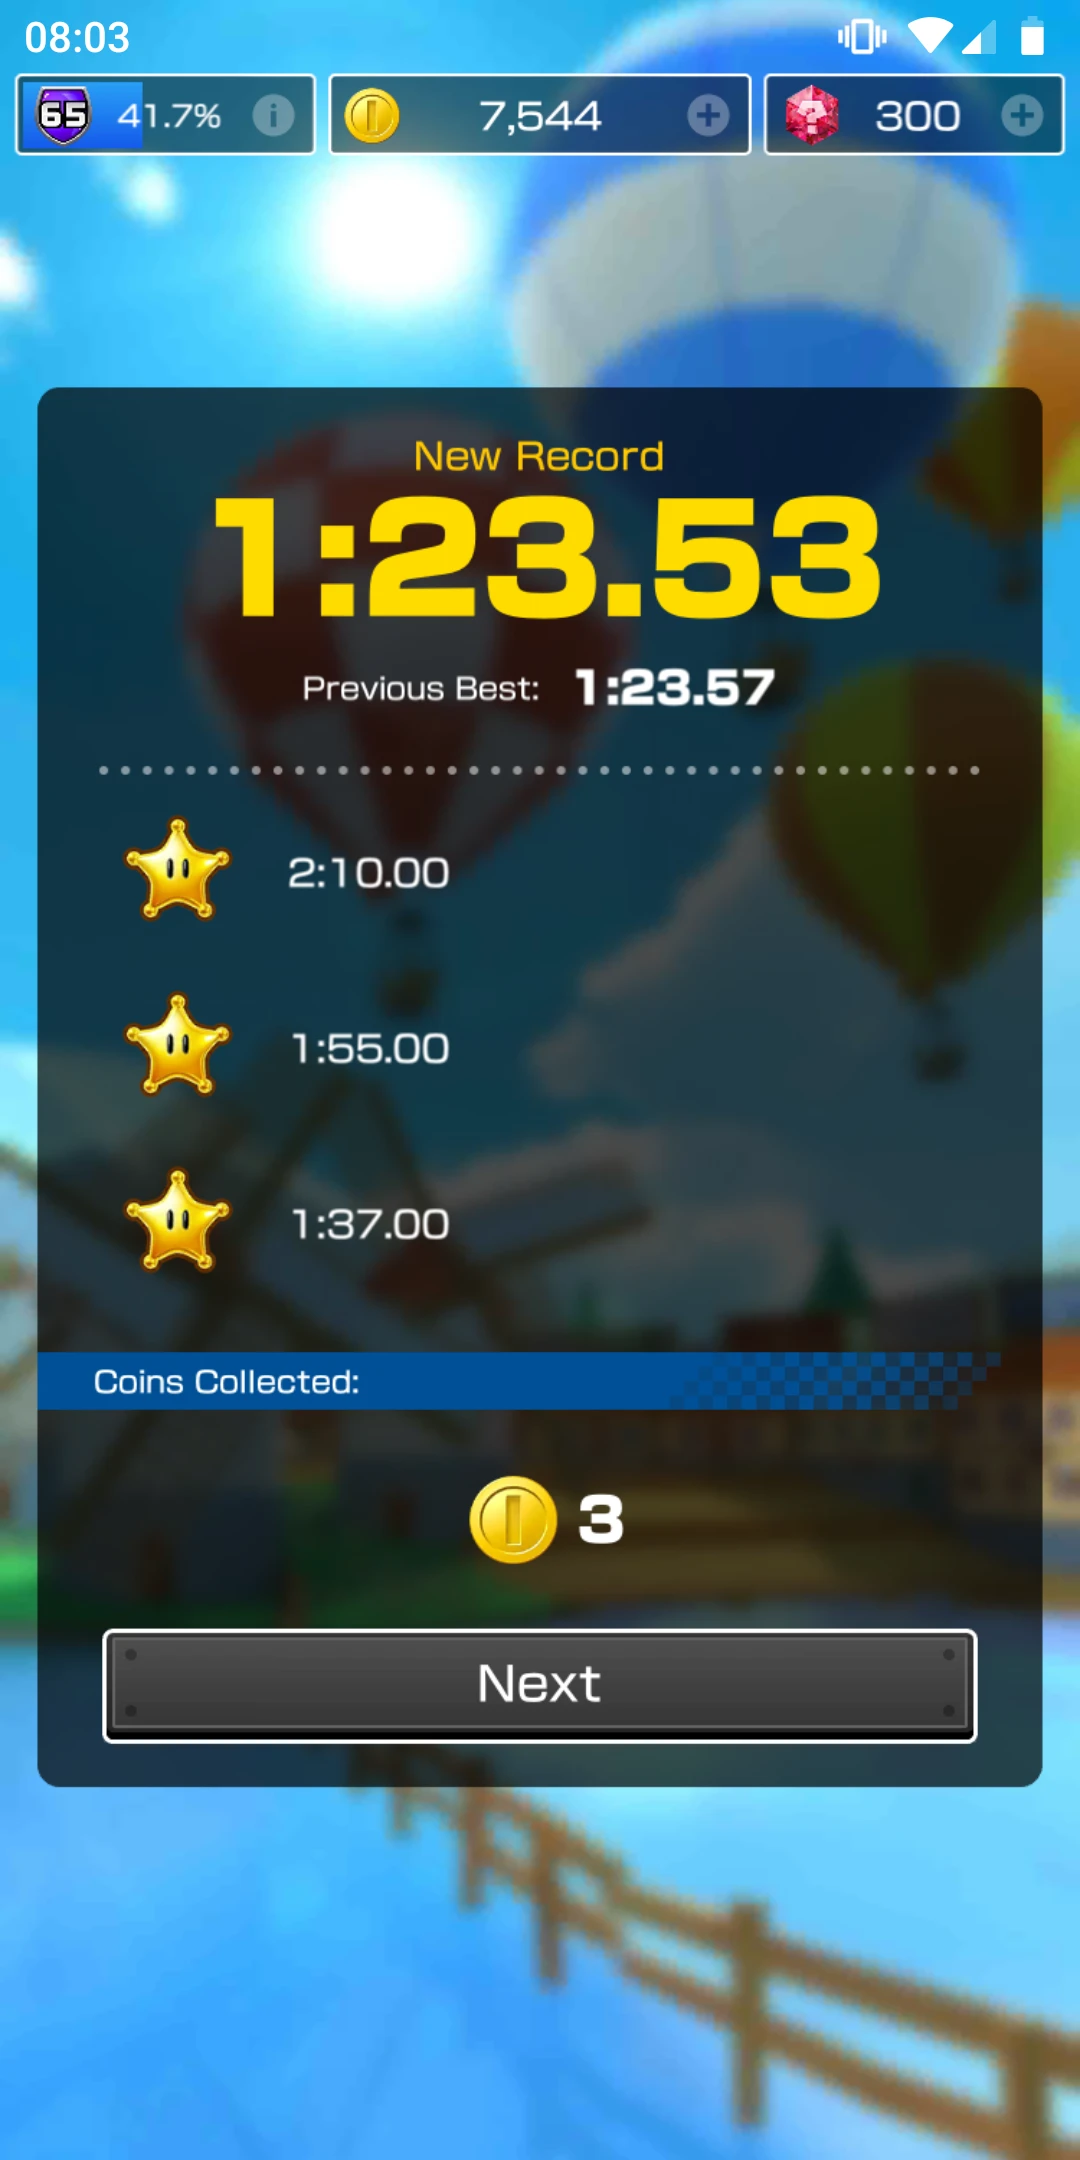 08:03
65 41.7% i 7,544 + ? 300 +
New Record
1:23.53
Previous Best: 1:23.57
2:10.00
1:55.00
1:37.00
Coins Collected:
3
Next